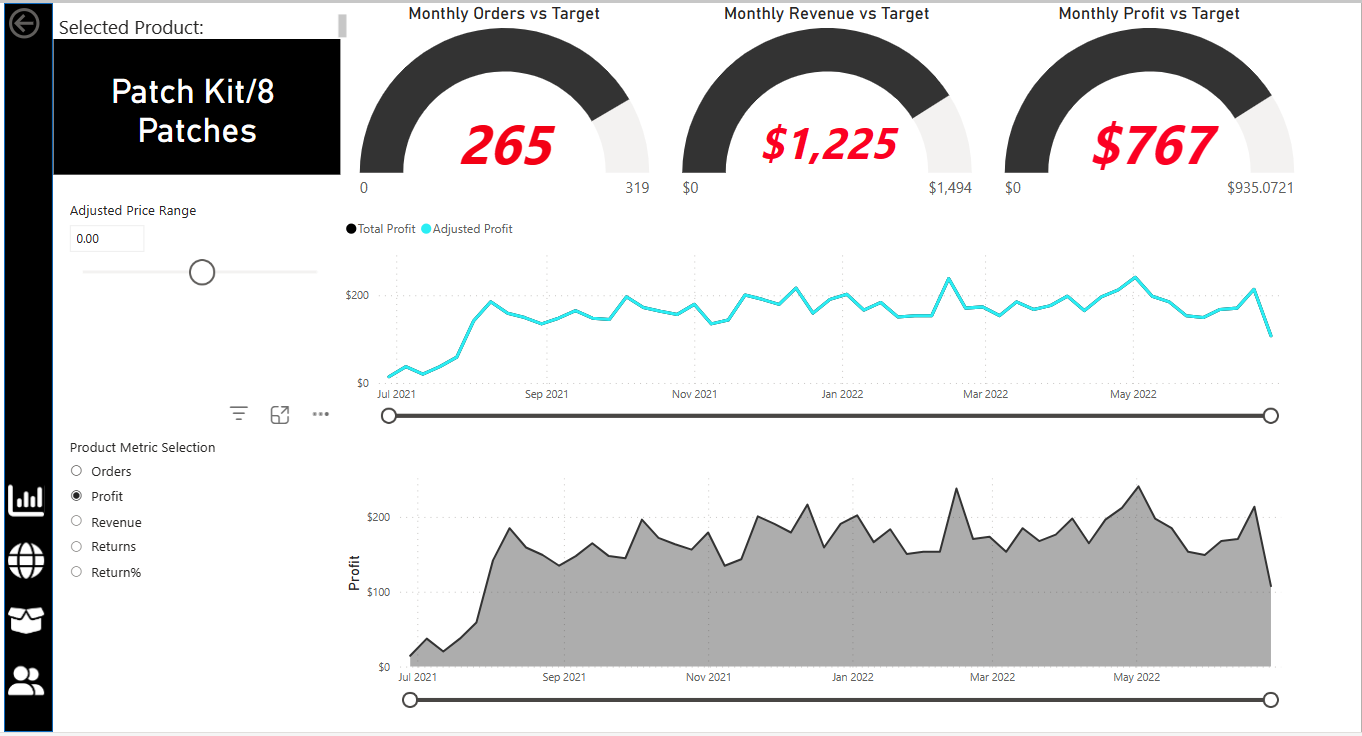 Selected Product:
Patch Kit/8
Patches
Adjusted Price Range
0.00
Product Metric Selection
Orders
Profit
Revenue
Returns
Return%
Monthly Orders vs Target
265
0
319
Monthly Revenue vs Target
$1,225
$0
$1,494
Monthly Profit vs Target
$767
$0
$935.0721
Total Profit
Adjusted Profit
$200
$0
Jul 2021
Sep 2021
Nov 2021
Jan 2022
Mar 2022
May 2022
Profit
$200
$100
$0
Jul 2021
Sep 2021
Nov 2021
Jan 2022
Mar 2022
May 2022